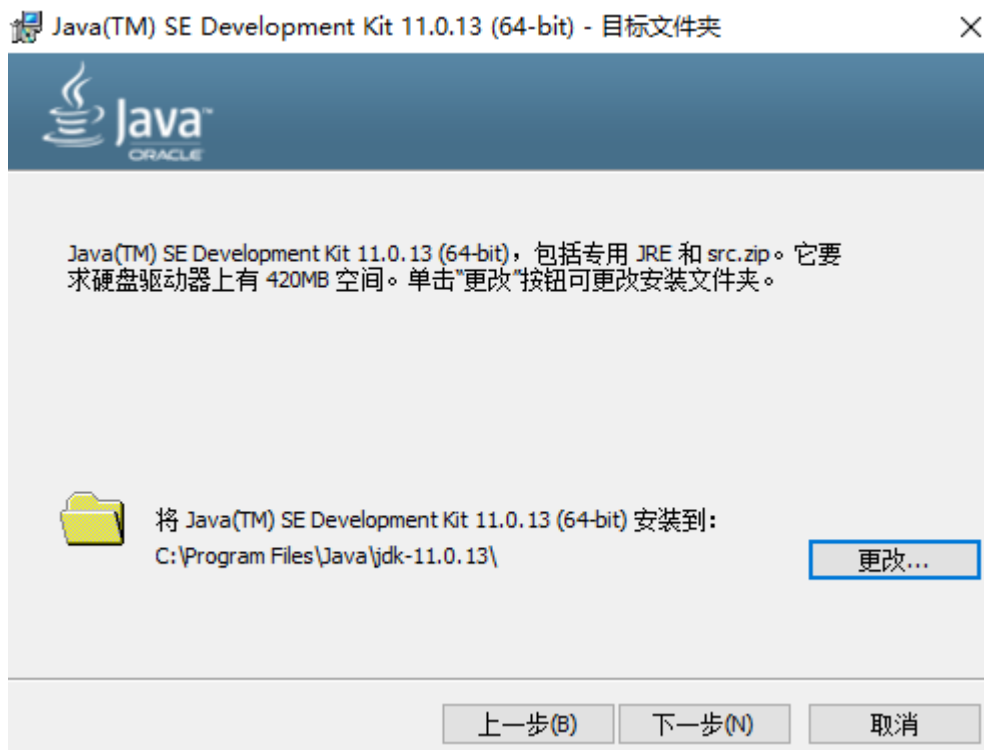 Java(TM) SE Development Kit 11.0.13 (64-bit) - 目标文件夹
Java™
ORACLE
Java(TM) SE Development Kit 11.0.13 (64-bit)，包括专用 JRE 和 src.zip。它要
求硬盘驱动器上有 420MB 空间。单击“更改”按钮可更改安装文件夹。
将 Java(TM) SE Development Kit 11.0.13 (64-bit) 安装到：
C:\Program Files\Java\jdk-11.0.13\
更改...
上一步(B)
下一步(N)
取消